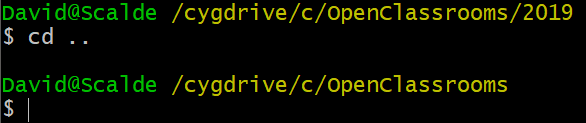 David@Scalde /cygdrive/c/OpenClassrooms/2019
$ cd ..
David@Scalde /cygdrive/c/OpenClassrooms
$